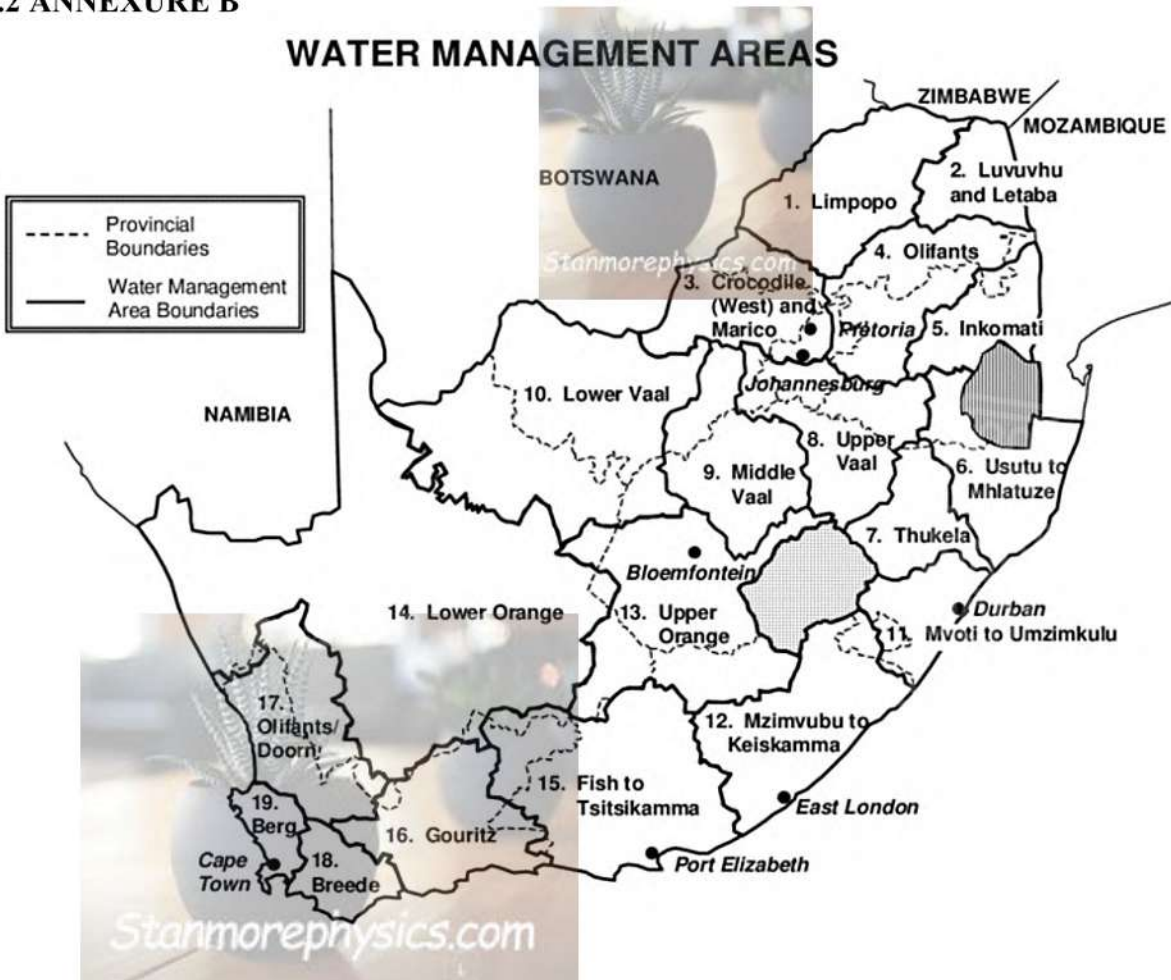 .2 ANNEXURE B
WATER MANAGEMENT AREAS
ZIMBABWE
MOZAMBIQUE
BOTSWANA
2. Luvuvhu
and Letaba
1. Limpopo
Provincial
Boundaries
Water Management
Area Boundaries
4. Olifants
Stanmorephysics.com
3. Crocodile
(West) and
Marico
Pretoria
5. Inkomati
Johannesburg
10. Lower Vaal
NAMIBIA
8. Upper
Vaal
9. Middle
Vaal
6. Usutu to
Mhlatuze
7. Thukela
Bloemfontein
14. Lower Orange
13. Upper
Orange
Durban
11. Mvoti to Umzimkulu
17.
Olifants/
Doorn
12. Mzimvubu to
Keiskamma
15. Fish to
Tsitsikamma
19.
Berg
East London
16. Gouritz
Cape
Town
18.
Breede
Port Elizabeth
Stanmorephysics.com